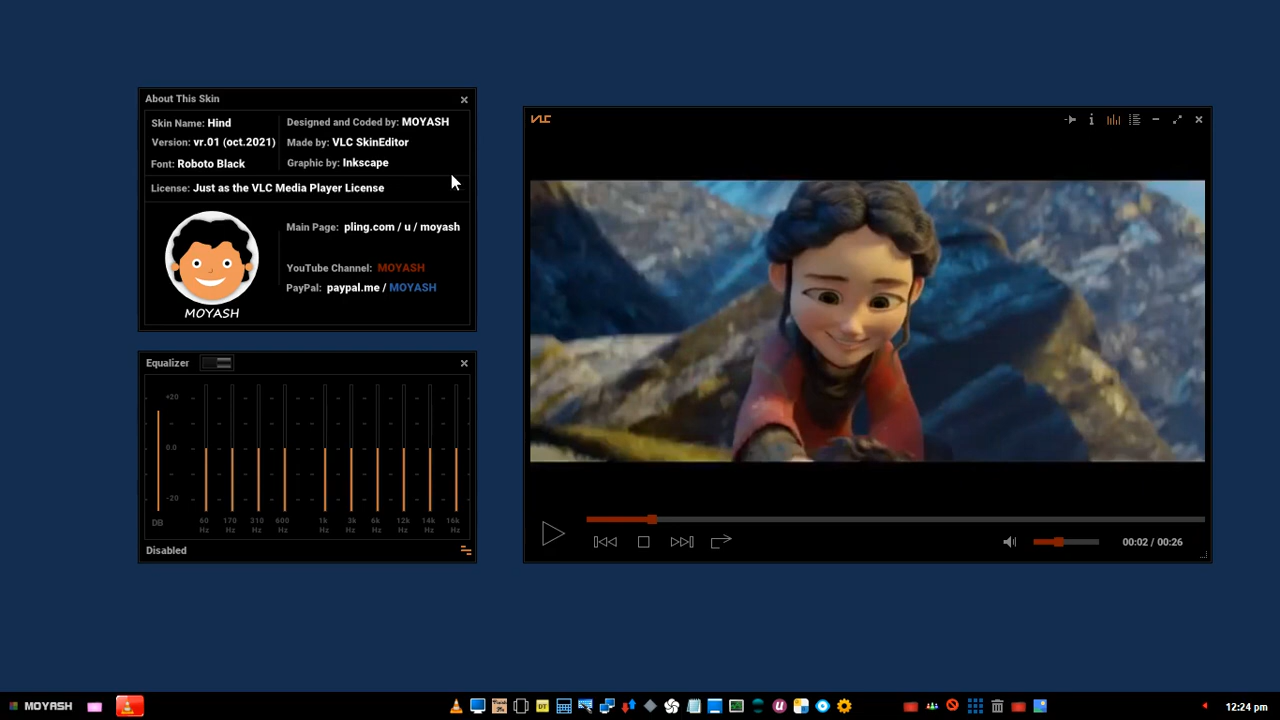 About This Skin
Skin Name: Hind
Designed and Coded by: MOYASH
Version: vr.01 (oct.2021)
Made by: VLC SkinEditor
Font: Roboto Black
Graphic by: Inkscape
License: Just as the VLC Media Player License
Main Page: pling.com / u / moyash
YouTube Channel: MOYASH
PayPal: paypal.me / MOYASH
MOYASH
Equalizer
+20
0.0
-20
DB
60 170 310 600 1k 3k 6k 12k 14k 16k
Hz Hz Hz Hz Hz Hz Hz Hz Hz Hz
Disabled
VLC
00:02 / 00:26
MOYASH
DT
12:24 pm